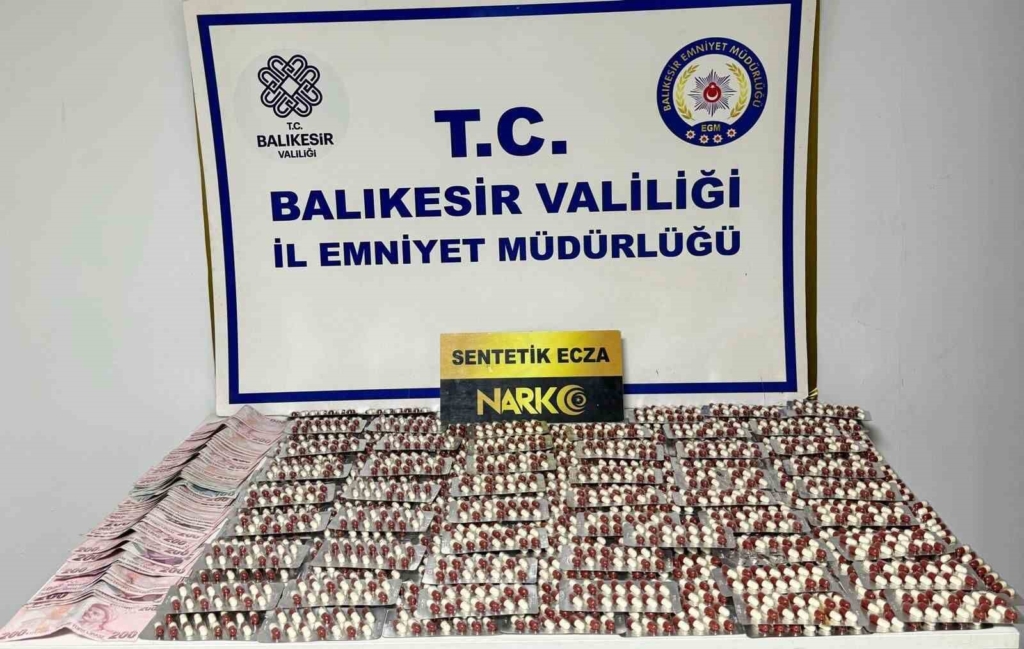 T.C.
BALIKESİR
VALİLİĞİ
BALIKESİR EMNİYET MÜDÜRLÜĞÜ
EGM
T.C.
BALIKESİR VALİLİĞİ
İL EMNİYET MÜDÜRLÜĞÜ
SENTETİK ECZA
NARKO
200
200